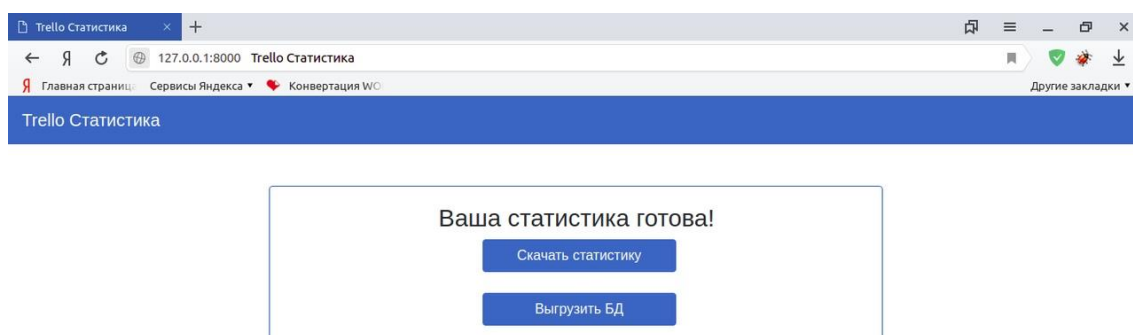 Trello Статистика
127.0.0.1:8000 Trello Статистика
Главная страниц Сервисы Яндекса Конвертация WO Другие закладки
Trello Статистика
Ваша статистика готова!
Скачать статистику
Выгрузить БД